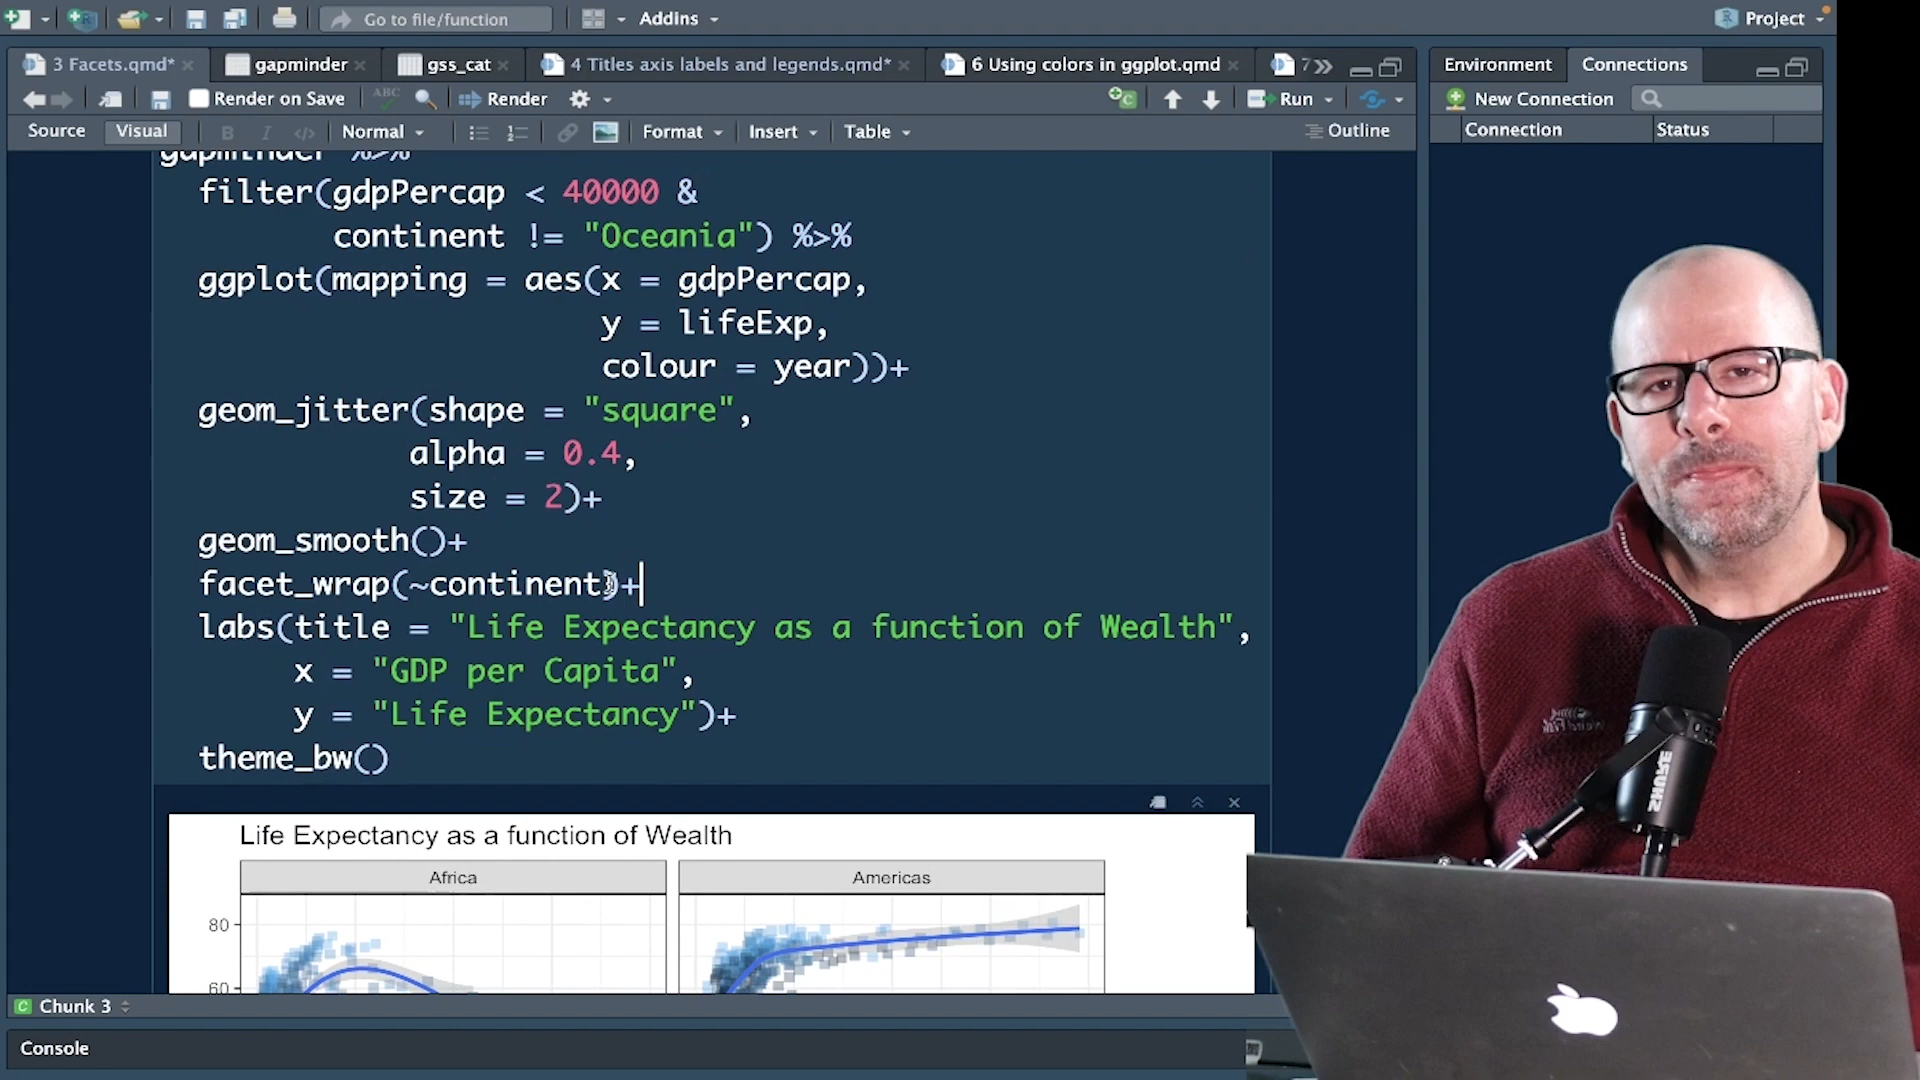 Go to file/function
Addins
Project
3 Facets.qmd*
gapminder
gss_cat
4 Titles axis labels and legends.qmd*
6 Using colors in ggplot.qmd
7
Environment
Connections
Render on Save
ABC
Render
Run
New Connection
Source
Visual
B
I
Normal
Format
Insert
Table
Outline
Connection
Status
gapminder %>%
filter(gdpPercap < 40000 &
continent != "Oceania") %>%
ggplot(mapping = aes(x = gdpPercap,
y = lifeExp,
colour = year))+
geom_jitter(shape = "square",
alpha = 0.4,
size = 2)+
geom_smooth()+
facet_wrap(~continent)+
labs(title = "Life Expectancy as a function of Wealth",
x = "GDP per Capita",
y = "Life Expectancy")+
theme_bw()
Life Expectancy as a function of Wealth
Africa
Americas
80
60
Chunk 3
Console
SHURE